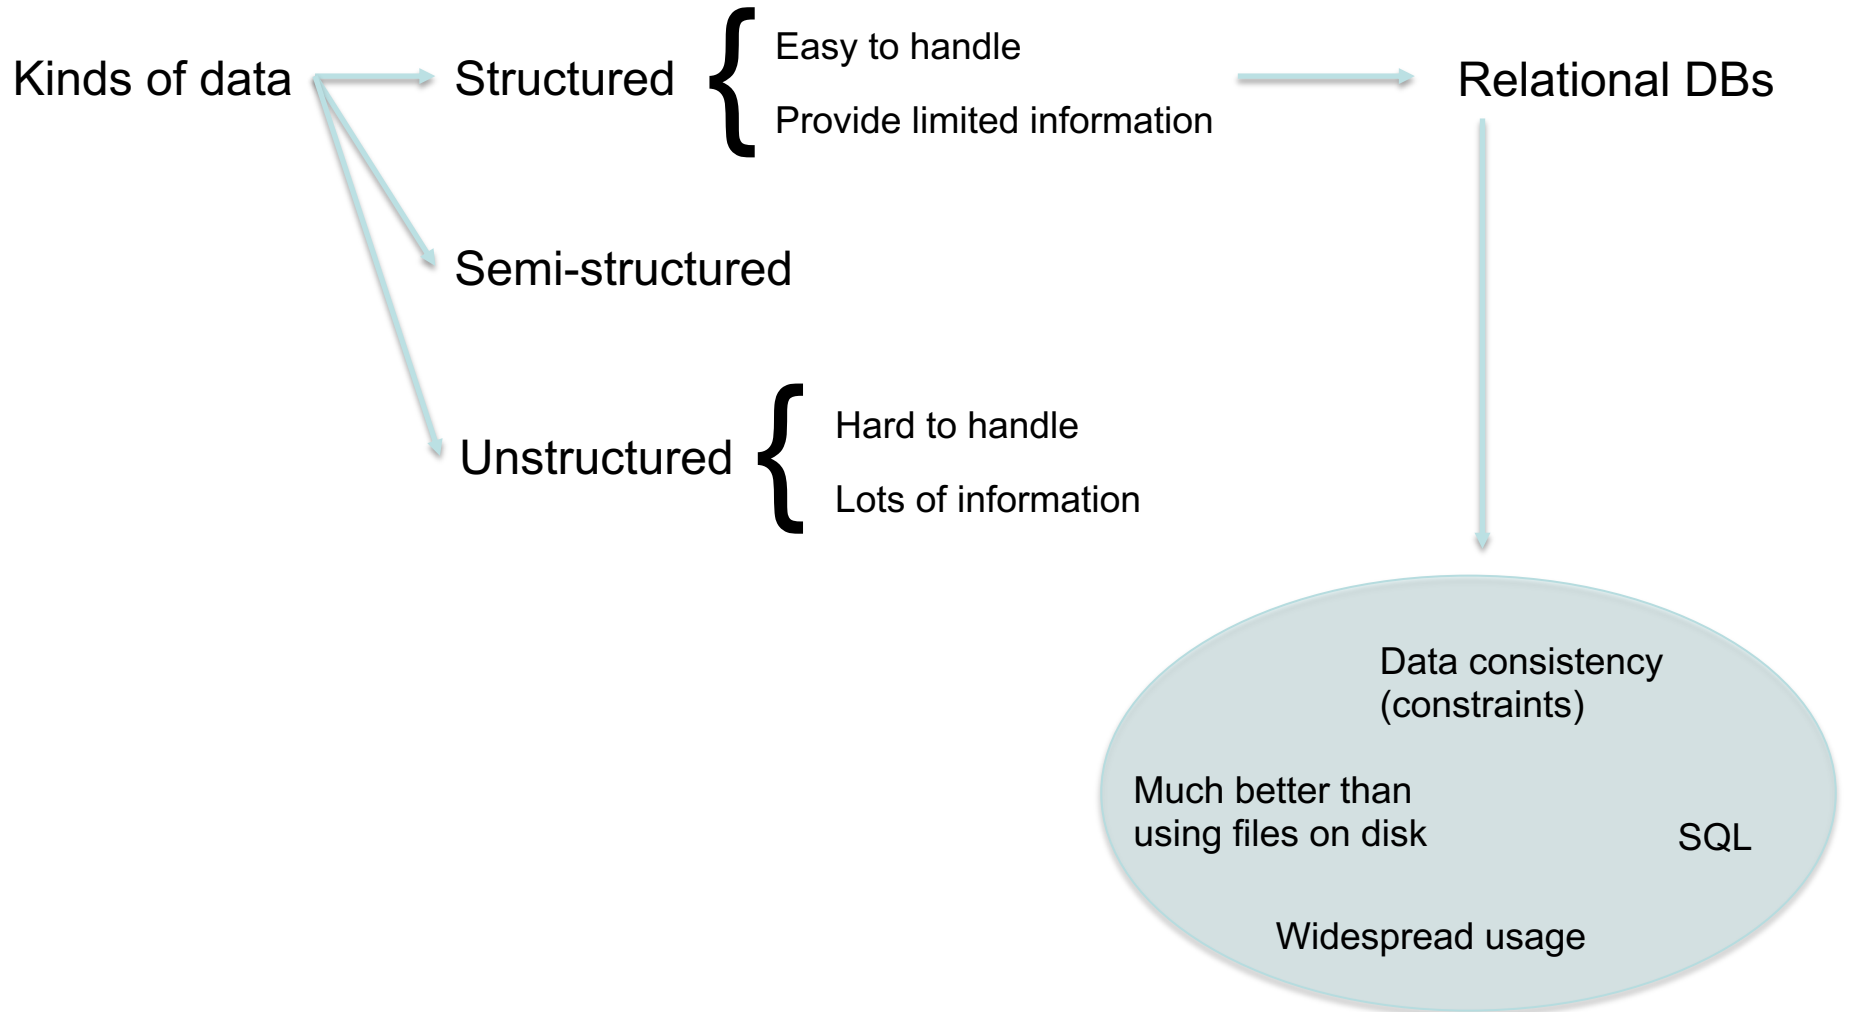 Kinds of data
Structured
{
Easy to handle
Provide limited information
Relational DBs
Semi-structured
Unstructured
{
Hard to handle
Lots of information
Data consistency
(constraints)
Much better than
using files on disk
SQL
Widespread usage